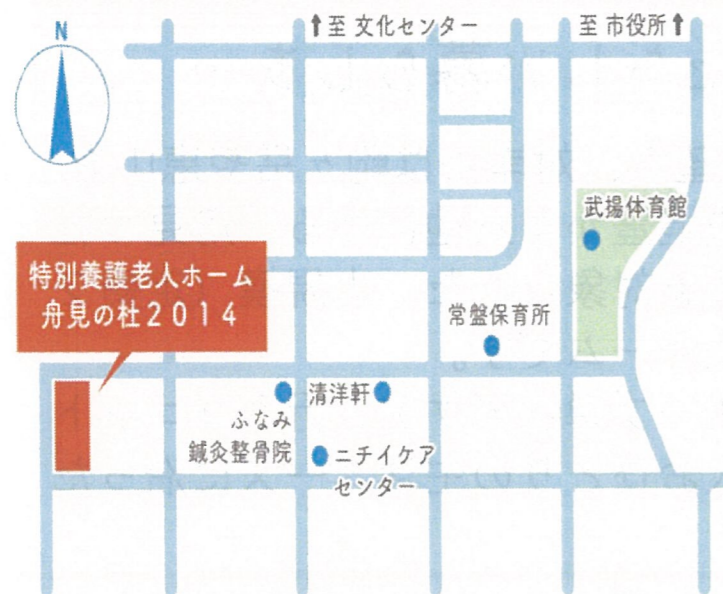 N
↑至 文化センター
至 市役所↑
武揚体育館
特別養護老人ホーム
舟見の杜2014
常盤保育所
清洋軒
ふなみ
鍼灸整骨院
ニチイケア
センター